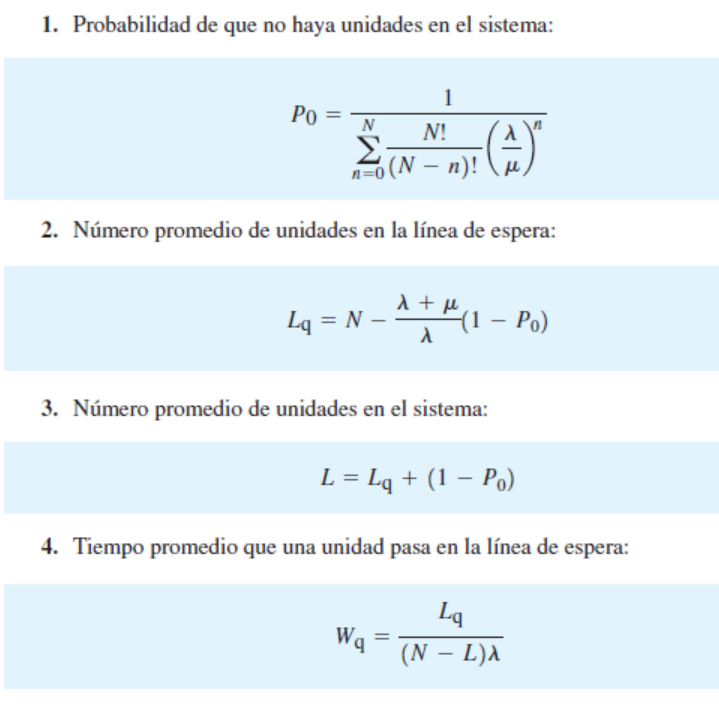 1. Probabilidad de que no haya unidades en el sistema:
P0 = 1 / N ∑ n=0 N! / (N − n)! (λ / μ)^n
2. Número promedio de unidades en la línea de espera:
Lq = N − λ + μ / λ (1 − P0)
3. Número promedio de unidades en el sistema:
L = Lq + (1 − P0)
4. Tiempo promedio que una unidad pasa en la línea de espera:
Wq = Lq / (N − L)λ